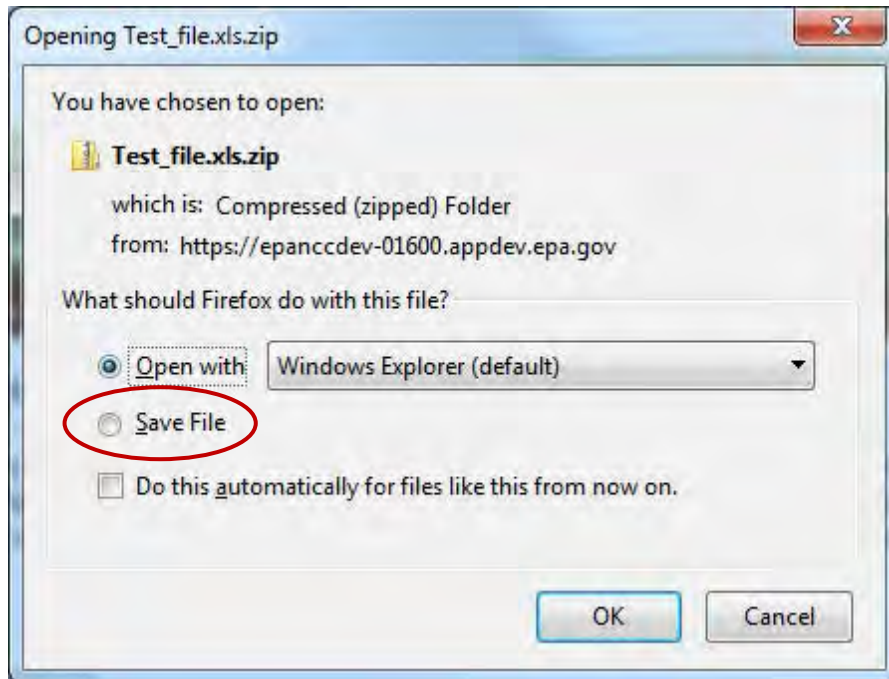 Opening Test_file.xls.zip
You have chosen to open:
Test_file.xls.zip
which is: Compressed (zipped) Folder
from: https://epanccdev-01600.appdev.epa.gov
What should Firefox do with this file?
Open with Windows Explorer (default)
Save File
Do this automatically for files like this from now on.
OK Cancel